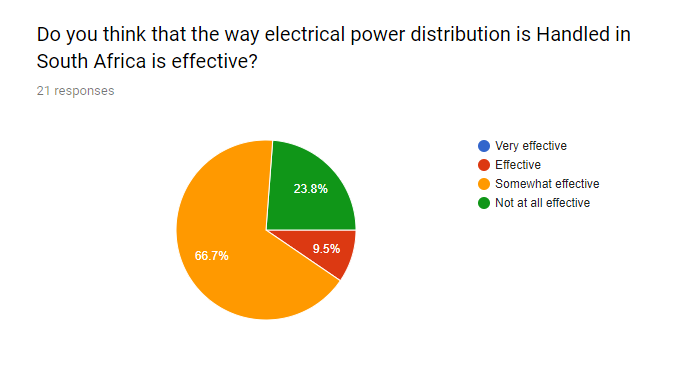 Do you think that the way electrical power distribution is Handled in
South Africa is effective?
21 responses
23.8%
9.5%
66.7%
Very effective
Effective
Somewhat effective
Not at all effective